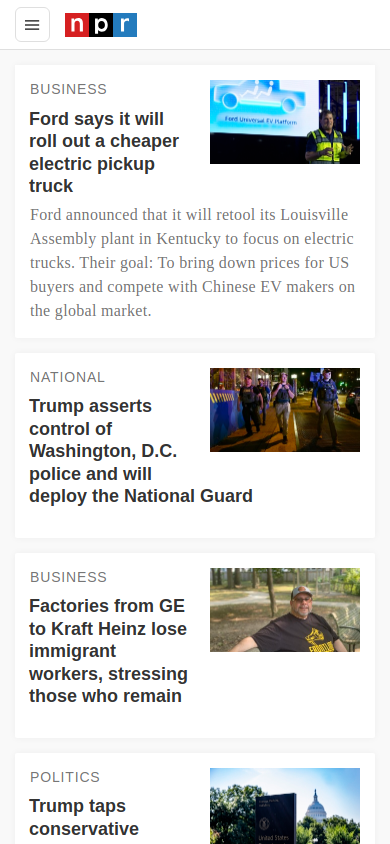 npr
BUSINESS
Ford says it will
roll out a cheaper
electric pickup
truck
Ford Universal EV Platform
Ford announced that it will retool its Louisville
Assembly plant in Kentucky to focus on electric
trucks. Their goal: To bring down prices for US
buyers and compete with Chinese EV makers on
the global market.
NATIONAL
Trump asserts
control of
Washington, D.C.
police and will
deploy the National Guard
BUSINESS
Factories from GE
to Kraft Heinz lose
immigrant
workers, stressing
those who remain
POLITICS
Trump taps
conservative
United States